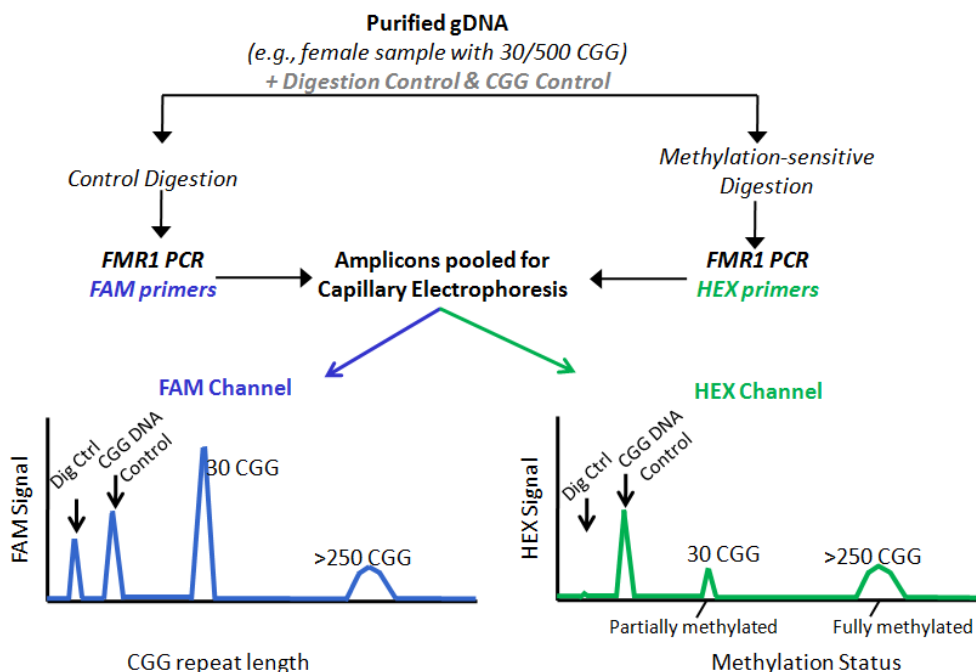 Purified gDNA
(e.g., female sample with 30/500 CGG)
+ Digestion Control & CGG Control
Control Digestion
Methylation-sensitive
Digestion
FMR1 PCR
FAM primers
Amplicons pooled for
Capillary Electrophoresis
FMR1 PCR
HEX primers
FAM Channel
FAM Signal
Dig Ctrl
CGG DNA
Control
30 CGG
>250 CGG
CGG repeat length
HEX Channel
HEX Signal
Dig Ctrl
CGG DNA
Control
30 CGG
>250 CGG
Partially methylated
Fully methylated
Methylation Status